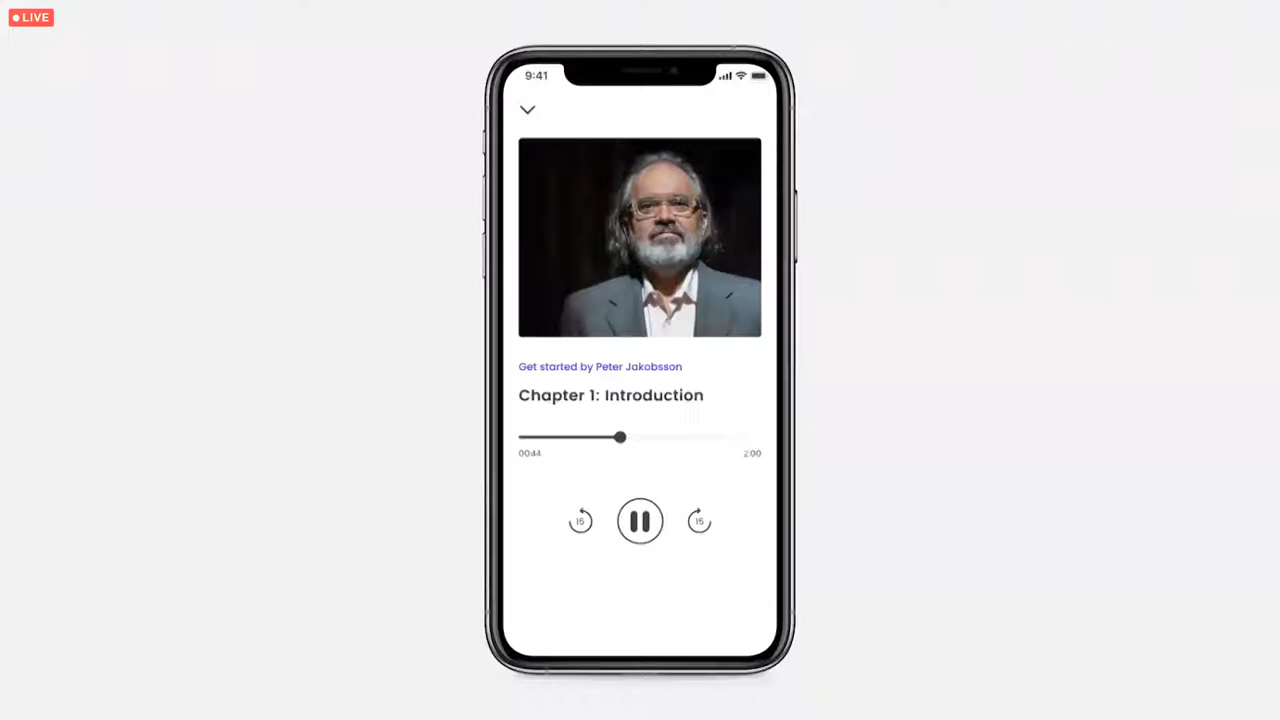 LIVE
9:41
Get started by Peter Jakobsson
Chapter 1: Introduction
00:44
2:00
15
15